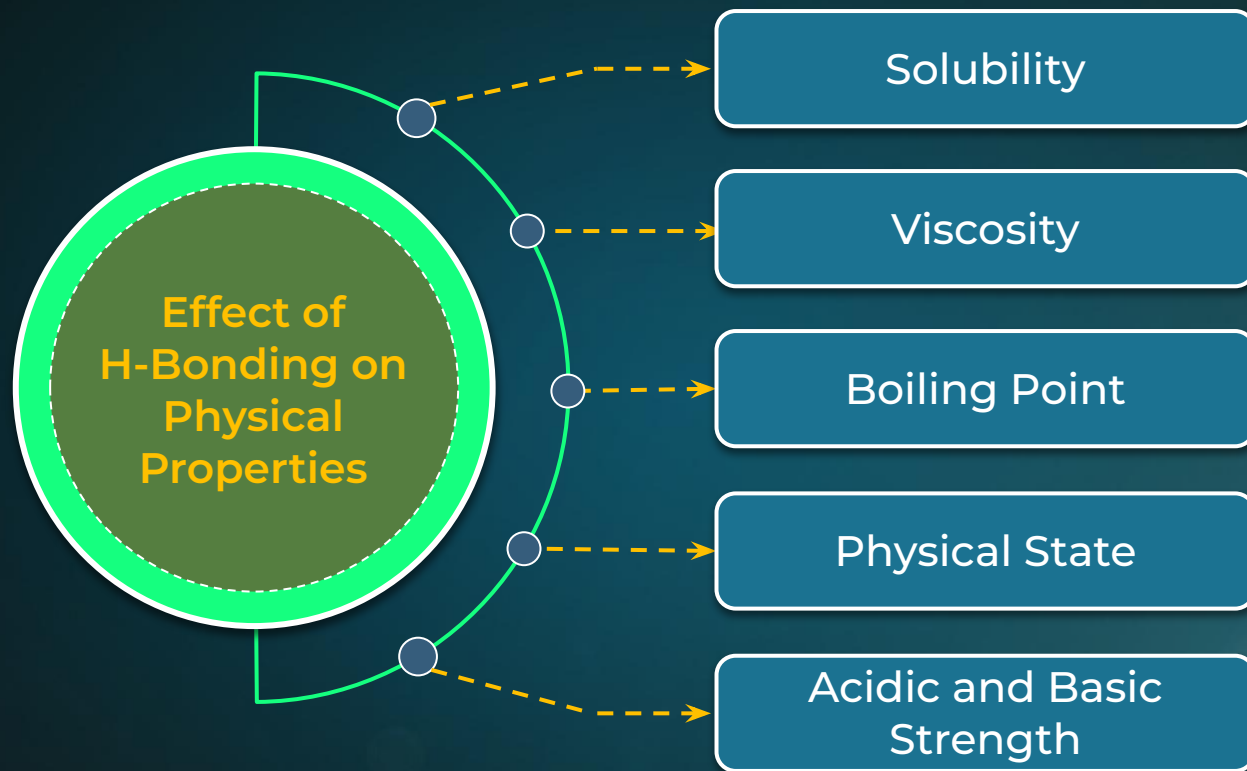 Effect of
H-Bonding on
Physical
Properties
Solubility
Viscosity
Boiling Point
Physical State
Acidic and Basic
Strength